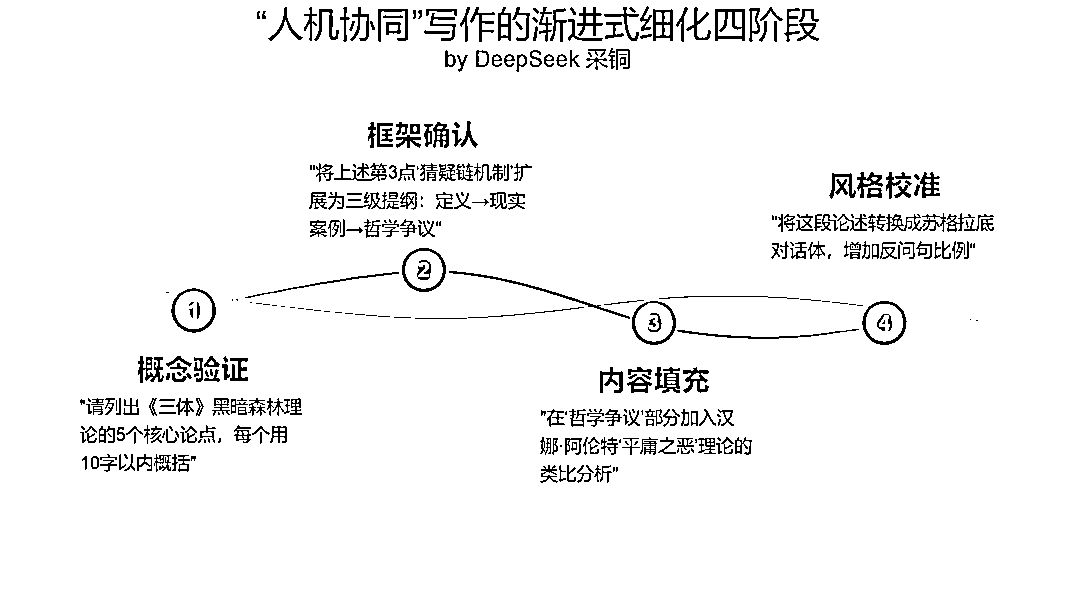 “人机协同”写作的渐进式细化四阶段
by DeepSeek 采铜
1
概念验证
"请列出《三体》黑暗森林理
论的5个核心论点，每个用
10字以内概括"
2
框架确认
"将上述第3点'猜疑链机制'扩
展为三级提纲：定义→现实
案例→哲学争议"
3
内容填充
"在'哲学争议'部分加入汉
娜·阿伦特'平庸之恶'理论的
类比分析"
4
风格校准
"将这段论述转换成苏格拉底
对话体，增加反问句比例"